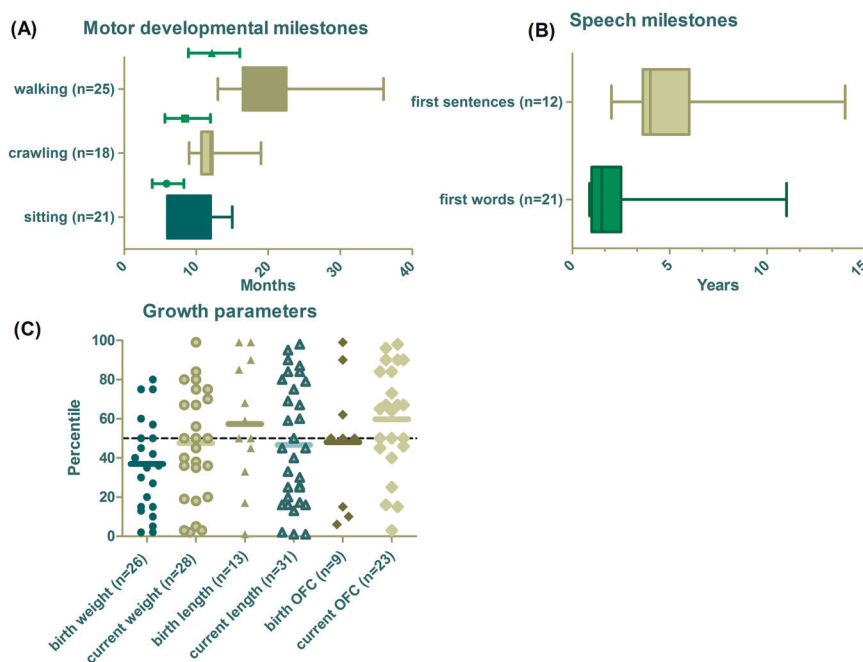 (A)
Motor developmental milestones
walking (n=25)
crawling (n=18)
sitting (n=21)
0
10
20
30
40
Months
(B)
Speech milestones
first sentences (n=12)
first words (n=21)
0
5
10
15
Years
(C)
Growth parameters
Percentile
100
80
60
40
20
0
birth weight (n=26)
current weight (n=28)
birth length (n=13)
current length (n=31)
birth OFC (n=9)
current OFC (n=23)